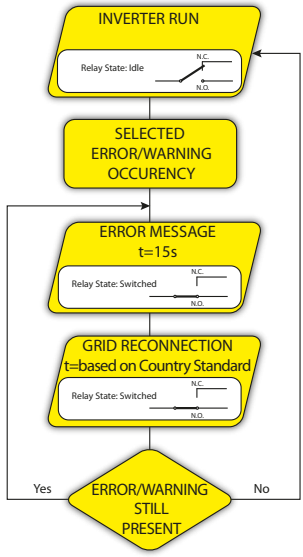 INVERTER RUN
N.C.
Relay State: Idle
N.O.
SELECTED
ERROR/WARNING
OCCURENCY
ERROR MESSAGE
t=15s
N.C.
Relay State: Switched
N.O.
GRID RECONNECTION
t=based on Country Standard
N.C.
Relay State: Switched
N.O.
Yes
No
ERROR/WARNING
STILL
PRESENT